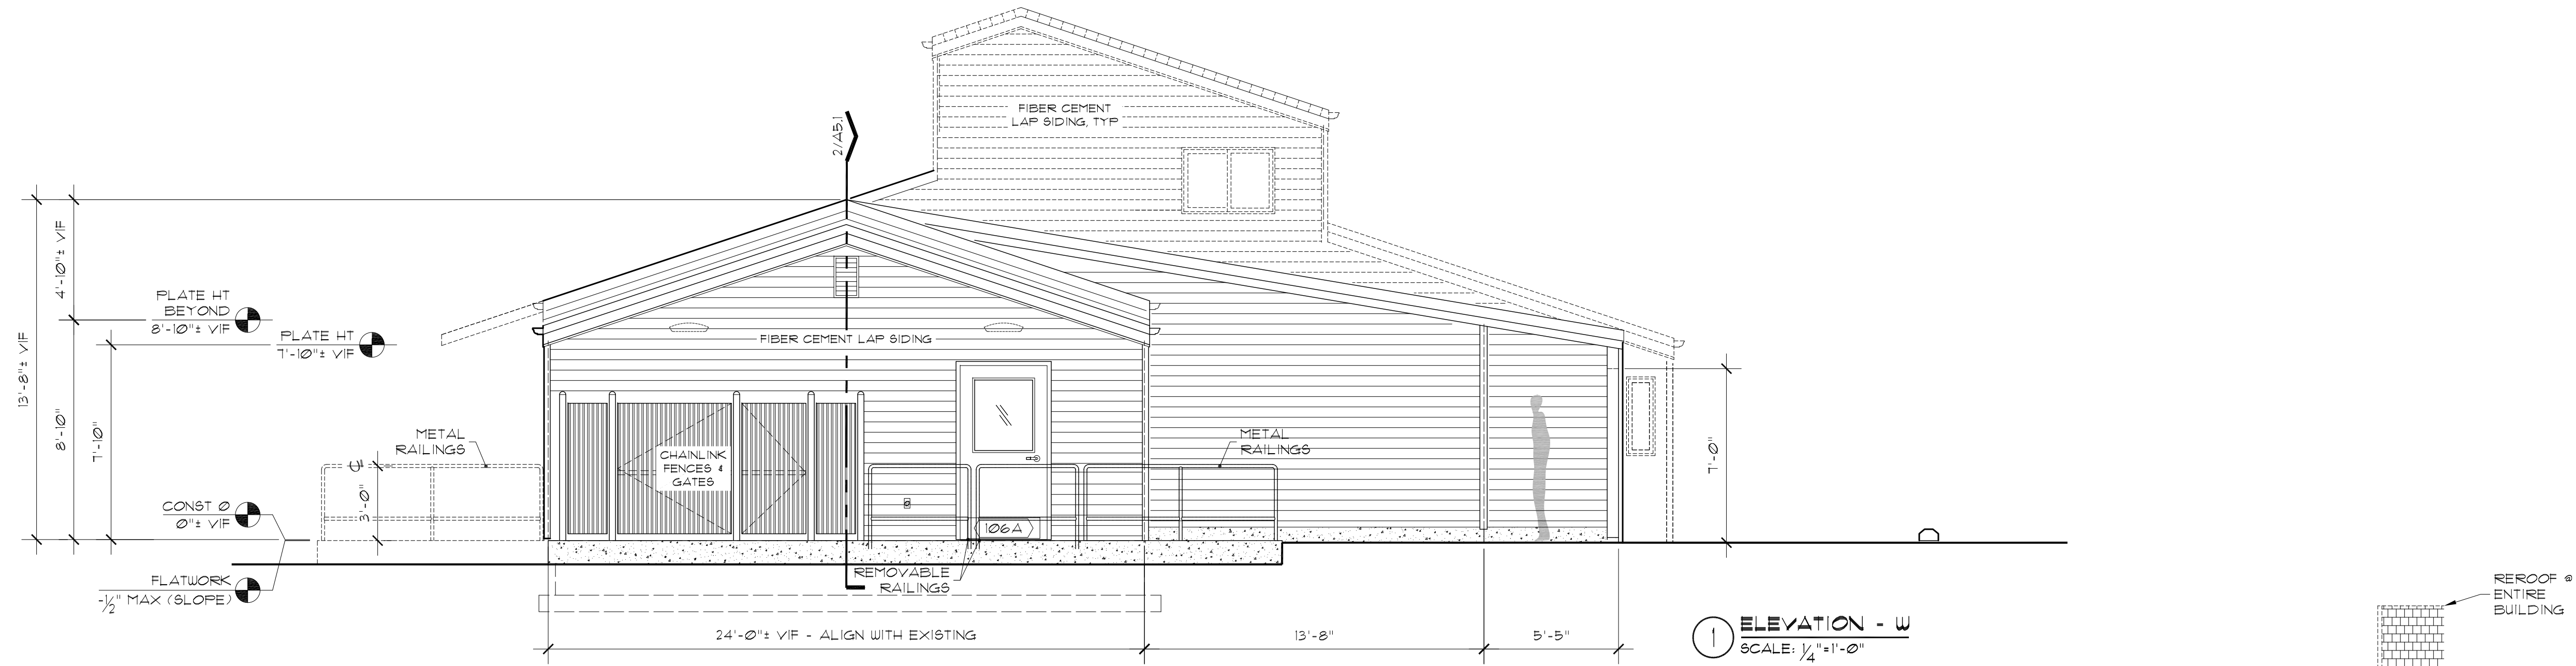 FIBER CEMENT
LAP SIDING, TYP
2/A5.1
13'-8"± VIF
4'-10"± VIF
8'-10"
7'-10"
PLATE HT
BEYOND
8'-10"± VIF
PLATE HT
7'-10"± VIF
FIBER CEMENT LAP SIDING
METAL
RAILINGS
CL
3'-0"
CHAINLINK
FENCES &
GATES
METAL
RAILINGS
7'-0"
CONST Ø
Ø"± VIF
106A
FLATWORK
-1/2" MAX (SLOPE)
REMOVABLE
RAILINGS
24'-0"± VIF - ALIGN WITH EXISTING
13'-8"
5'-5"
1
ELEVATION - W
SCALE: 1/4"=1'-0"
REROOF @
ENTIRE
BUILDING